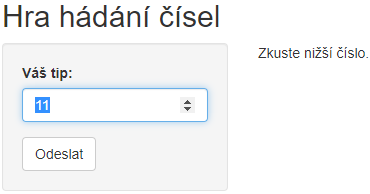 Hra hádání čísel
Váš tip:
11
Odeslat
Zkuste nižší číslo.